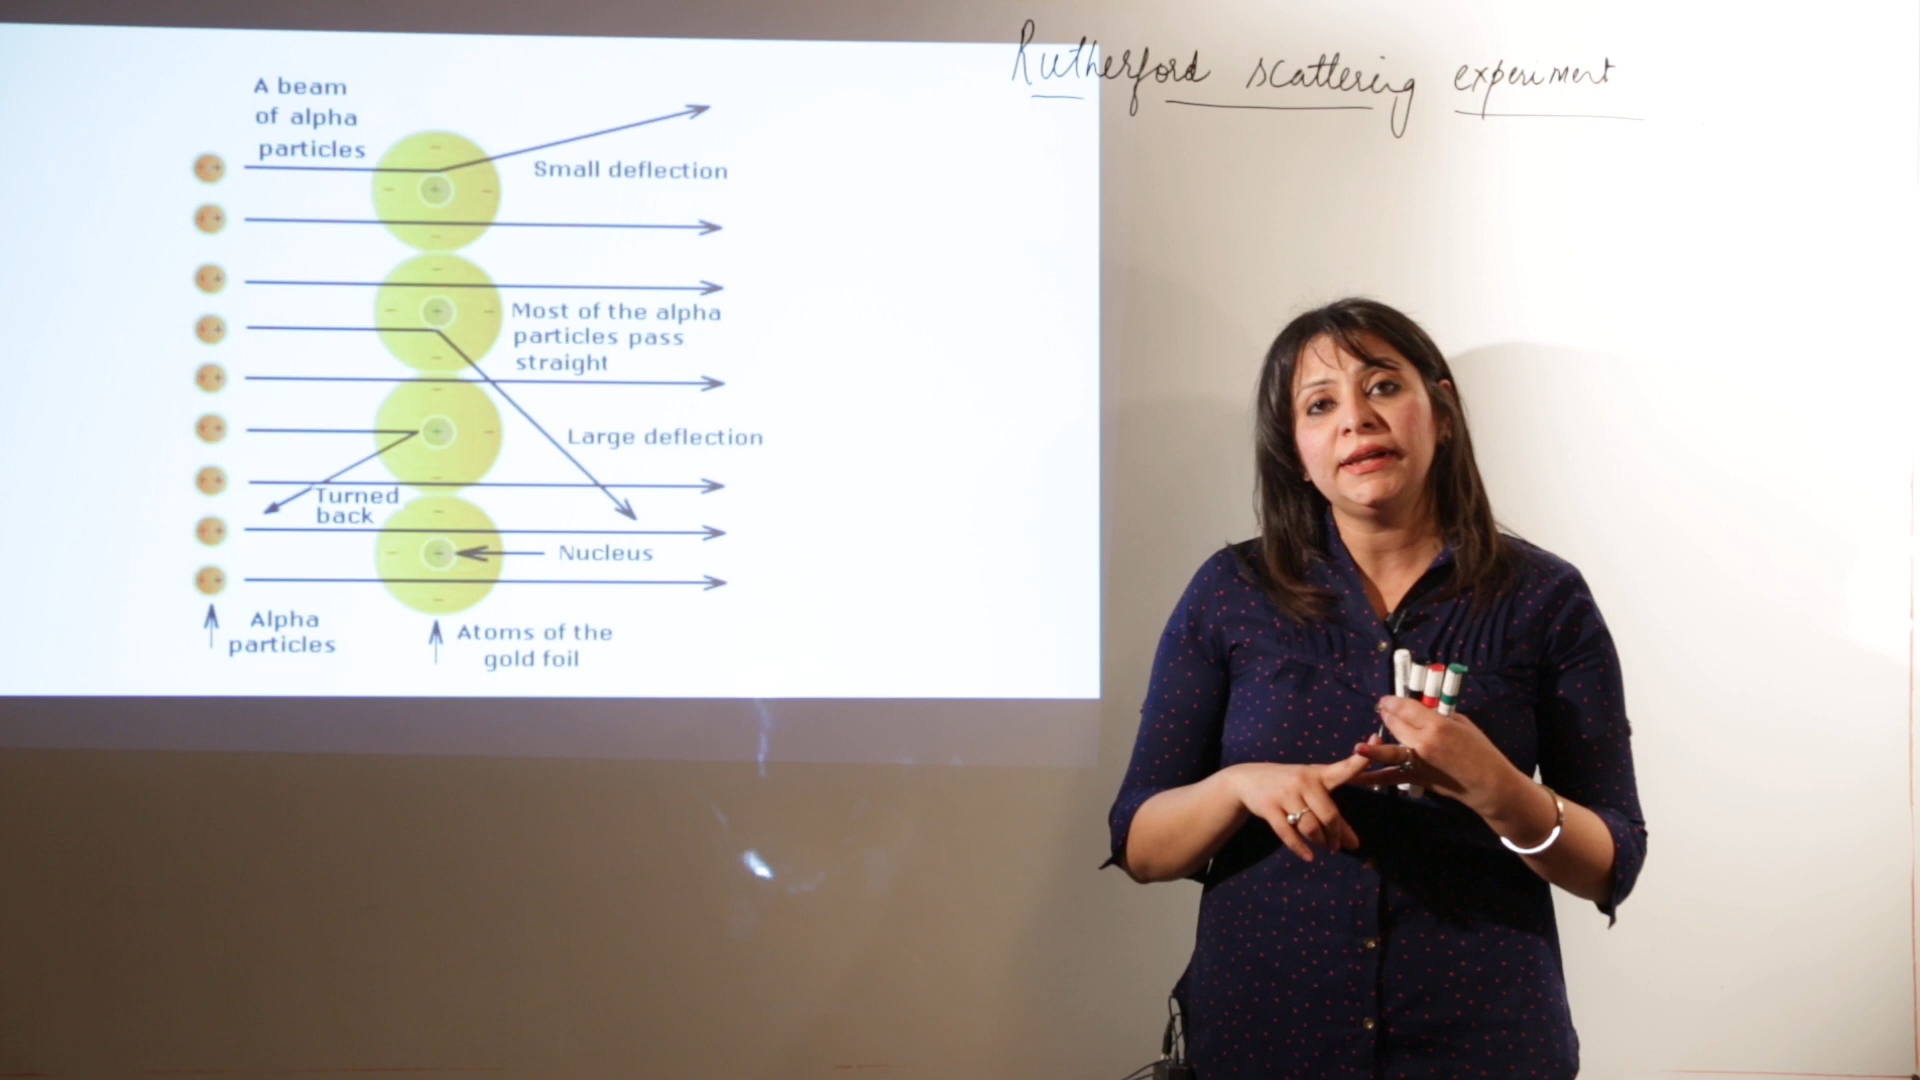 Rutherford scattering experiment
A beam
of alpha
particles
Small deflection
Most of the alpha
particles pass
straight
Large deflection
Turned
back
Nucleus
Alpha
particles
Atoms of the
gold foil